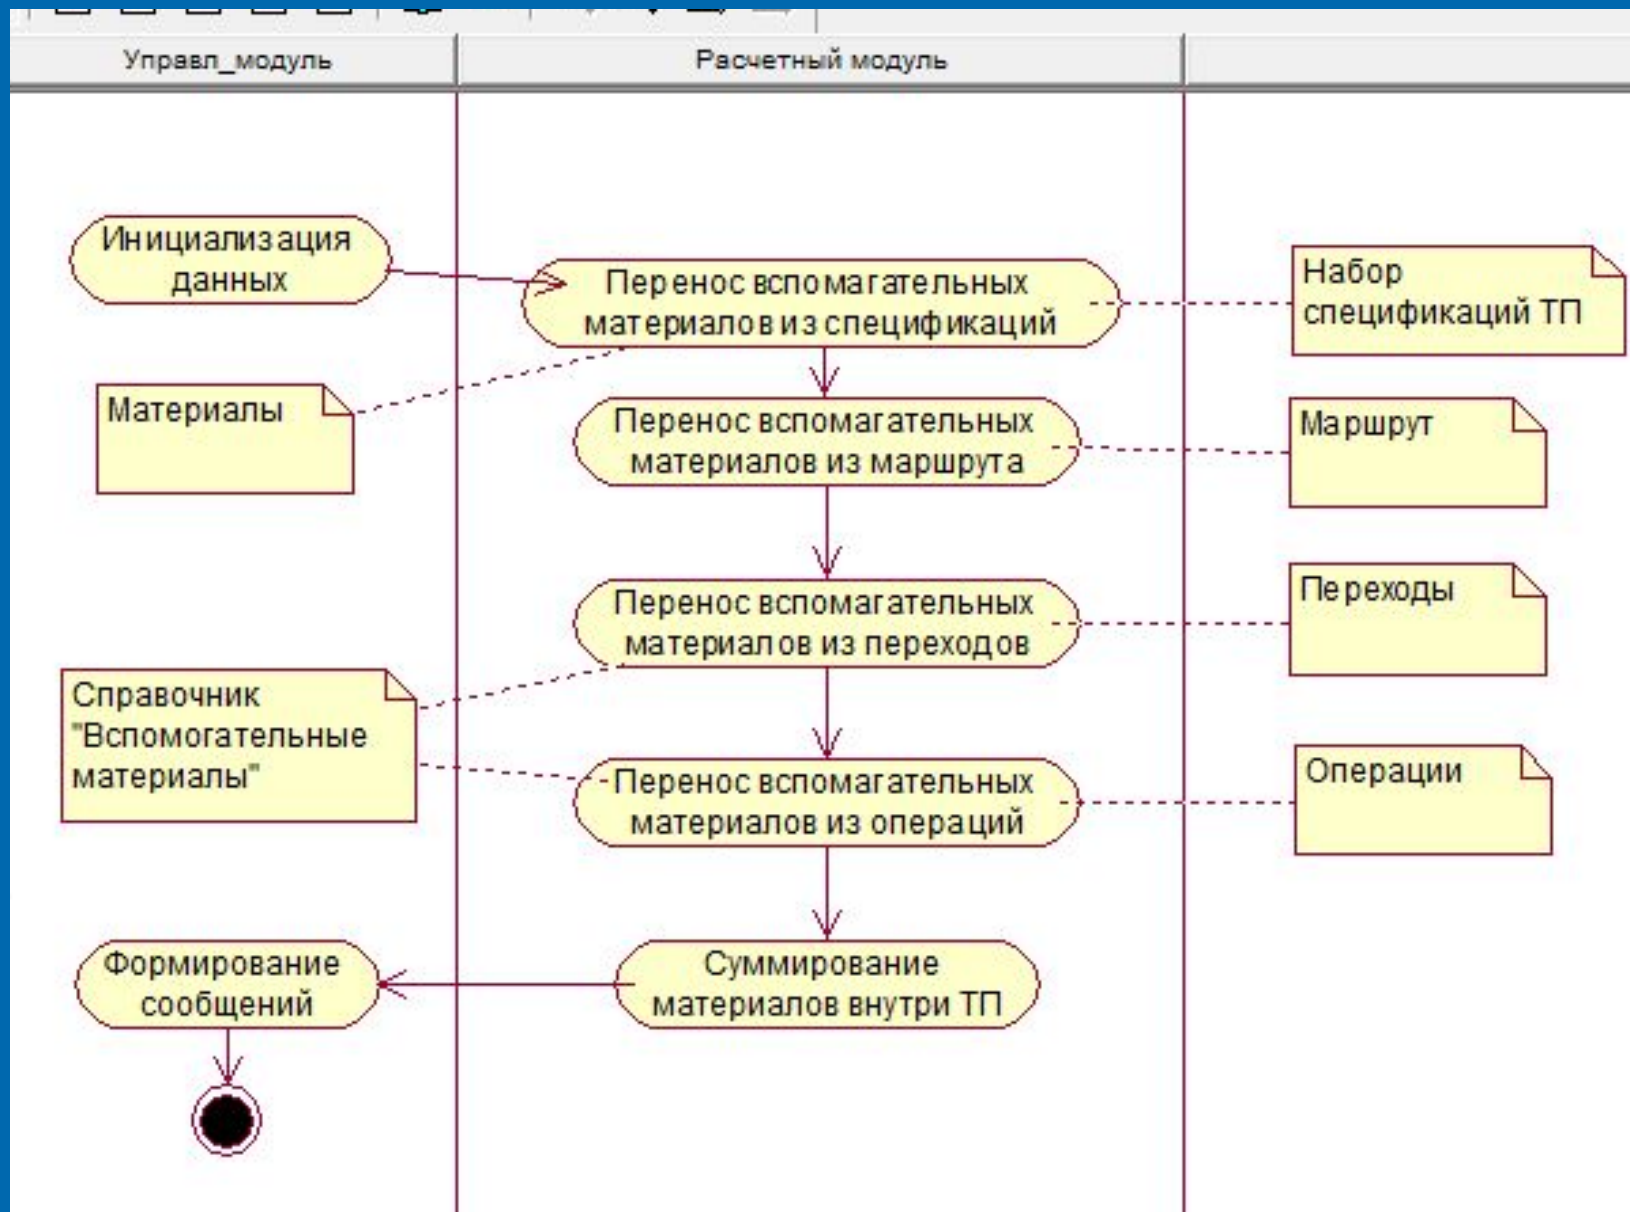 Управл_модуль
Расчетный модуль
Инициализация
данных
Перенос вспомагательных
материалов из спецификаций
Набор
спецификаций ТП
Материалы
Перенос вспомагательных
материалов из маршрута
Маршрут
Перенос вспомагательных
материалов из переходов
Переходы
Справочник
"Вспомогательные
материалы"
Перенос вспомагательных
материалов из операций
Операции
Формирование
сообщений
Суммирование
материалов внутри ТП